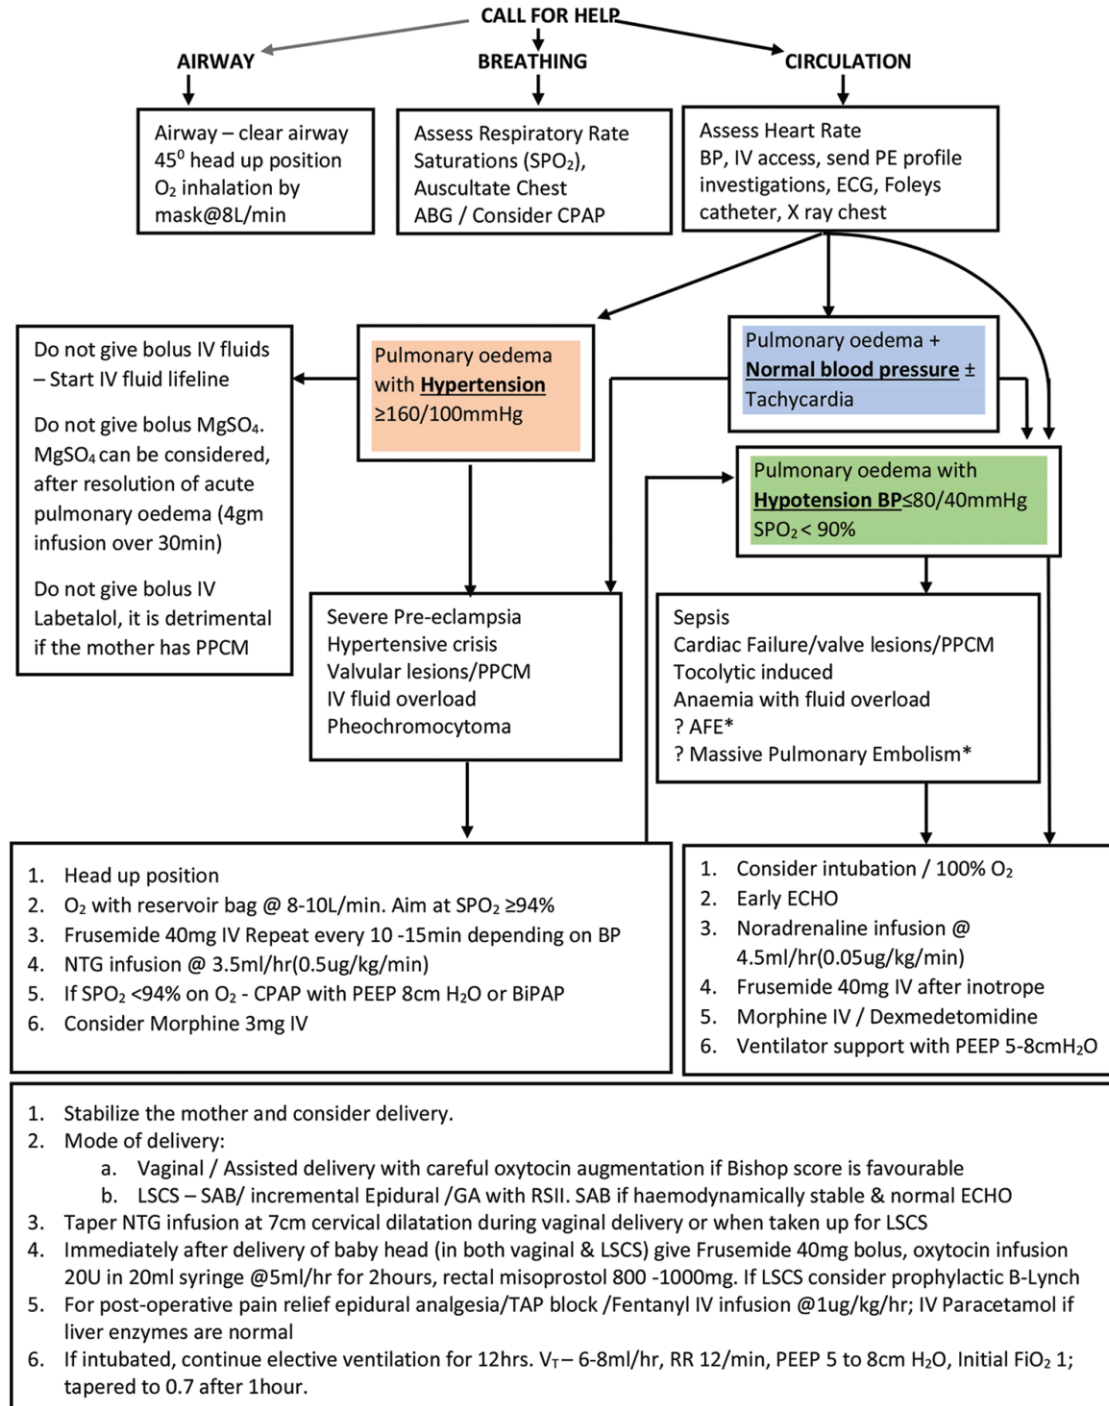 CALL FOR HELP
AIRWAY
BREATHING
CIRCULATION
Airway – clear airway
45⁰ head up position
O₂ inhalation by
mask@8L/min
Assess Respiratory Rate
Saturations (SPO₂),
Auscultate Chest
ABG / Consider CPAP
Assess Heart Rate
BP, IV access, send PE profile
investigations, ECG, Foleys
catheter, X ray chest
Do not give bolus IV fluids
– Start IV fluid lifeline
Do not give bolus MgSO₄.
MgSO₄ can be considered,
after resolution of acute
pulmonary oedema (4gm
infusion over 30min)
Do not give bolus IV
Labetalol, it is detrimental
if the mother has PPCM
Pulmonary oedema
with Hypertension
≥160/100mmHg
Pulmonary oedema +
Normal blood pressure ±
Tachycardia
Pulmonary oedema with
Hypotension BP≤80/40mmHg
SPO₂ < 90%
Severe Pre-eclampsia
Hypertensive crisis
Valvular lesions/PPCM
IV fluid overload
Pheochromocytoma
Sepsis
Cardiac Failure/valve lesions/PPCM
Tocolytic induced
Anaemia with fluid overload
? AFE*
? Massive Pulmonary Embolism*
1. Head up position
2. O₂ with reservoir bag @ 8-10L/min. Aim at SPO₂ ≥94%
3. Frusemide 40mg IV Repeat every 10 -15min depending on BP
4. NTG infusion @ 3.5ml/hr(0.5ug/kg/min)
5. If SPO₂ <94% on O₂ - CPAP with PEEP 8cm H₂O or BiPAP
6. Consider Morphine 3mg IV
1. Consider intubation / 100% O₂
2. Early ECHO
3. Noradrenaline infusion @
4.5ml/hr(0.05ug/kg/min)
4. Frusemide 40mg IV after inotrope
5. Morphine IV / Dexmedetomidine
6. Ventilator support with PEEP 5-8cmH₂O
1. Stabilize the mother and consider delivery.
2. Mode of delivery:
a. Vaginal / Assisted delivery with careful oxytocin augmentation if Bishop score is favourable
b. LSCS – SAB/ incremental Epidural /GA with RSII. SAB if haemodynamically stable & normal ECHO
3. Taper NTG infusion at 7cm cervical dilatation during vaginal delivery or when taken up for LSCS
4. Immediately after delivery of baby head (in both vaginal & LSCS) give Frusemide 40mg bolus, oxytocin infusion
20U in 20ml syringe @5ml/hr for 2hours, rectal misoprostol 800 -1000mg. If LSCS consider prophylactic B-Lynch
5. For post-operative pain relief epidural analgesia/TAP block /Fentanyl IV infusion @1ug/kg/hr; IV Paracetamol if
liver enzymes are normal
6. If intubated, continue elective ventilation for 12hrs. V_T – 6-8ml/hr, RR 12/min, PEEP 5 to 8cm H₂O, Initial FiO₂ 1;
tapered to 0.7 after 1hour.